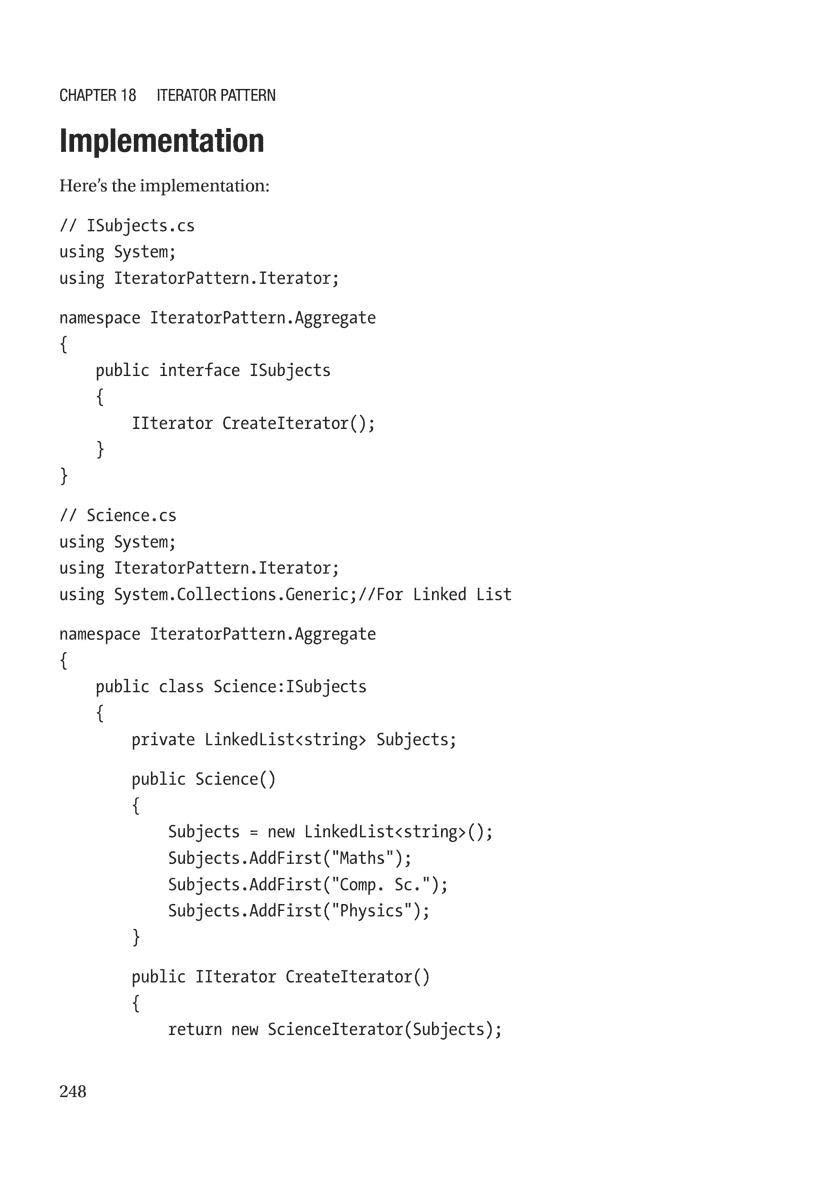 CHAPTER 18 ITERATOR PATTERN
Implementation
Here’s the implementation:
// ISubjects.cs
using System;
using IteratorPattern.Iterator;
namespace IteratorPattern.Aggregate
{
    public interface ISubjects
    {
        IIterator CreateIterator();
    }
}
// Science.cs
using System;
using IteratorPattern.Iterator;
using System.Collections.Generic;//For Linked List
namespace IteratorPattern.Aggregate
{
    public class Science:ISubjects
    {
        private LinkedList<string> Subjects;
        public Science()
        {
            Subjects = new LinkedList<string>();
            Subjects.AddFirst("Maths");
            Subjects.AddFirst("Comp. Sc.");
            Subjects.AddFirst("Physics");
        }
        public IIterator CreateIterator()
        {
            return new ScienceIterator(Subjects);
248